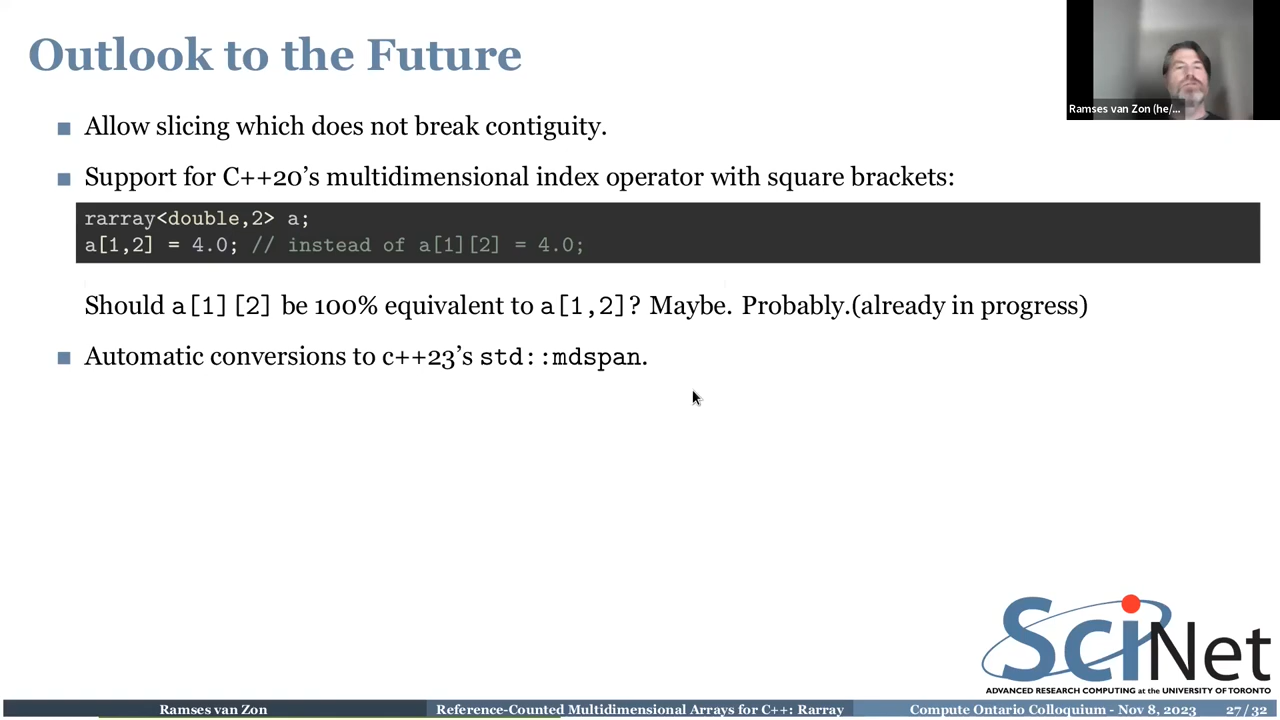 Outlook to the Future
Ramses van Zon (he/...
Allow slicing which does not break contiguity.
Support for C++20's multidimensional index operator with square brackets:
rarray<double,2> a;
a[1,2] = 4.0; // instead of a[1][2] = 4.0;
Should a[1][2] be 100% equivalent to a[1,2]? Maybe. Probably.(already in progress)
Automatic conversions to c++23's std::mdspan.
SciNet
ADVANCED RESEARCH COMPUTING at the UNIVERSITY OF TORONTO
Ramses van Zon Reference-Counted Multidimensional Arrays for C++: Rarray Compute Ontario Colloquium - Nov 8, 2023 27/32